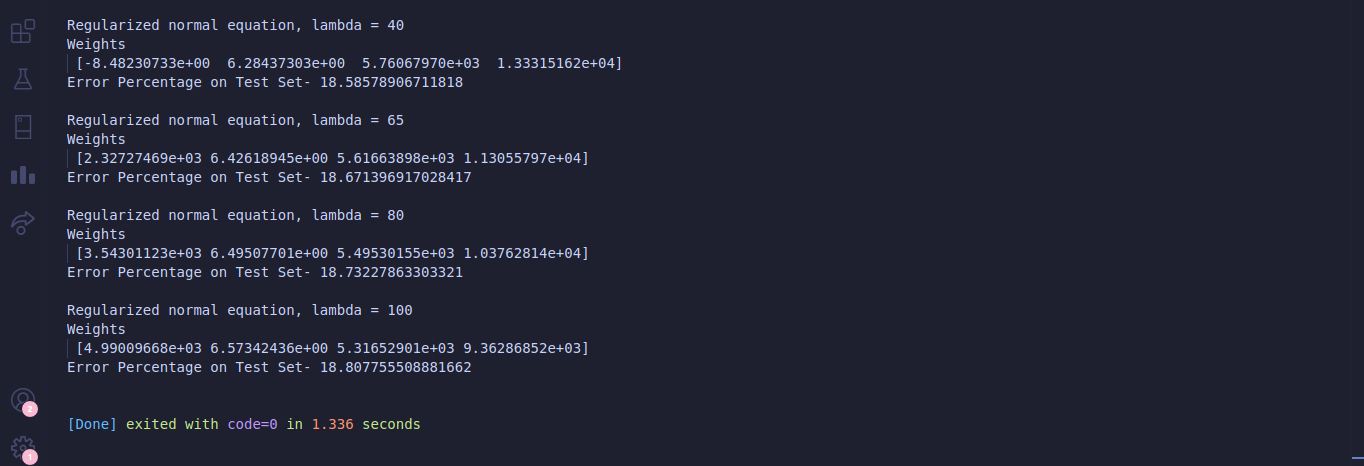 Regularized normal equation, lambda = 40
Weights
[-8.48230733e+00 6.28437303e+00 5.76067970e+03 1.33315162e+04]
Error Percentage on Test Set- 18.58578906711818
Regularized normal equation, lambda = 65
Weights
[2.32727469e+03 6.42618945e+00 5.61663898e+03 1.13055797e+04]
Error Percentage on Test Set- 18.671396917028417
Regularized normal equation, lambda = 80
Weights
[3.54301123e+03 6.49507701e+00 5.49530155e+03 1.03762814e+04]
Error Percentage on Test Set- 18.73227863303321
Regularized normal equation, lambda = 100
Weights
[4.99009668e+03 6.57342436e+00 5.31652901e+03 9.36286852e+03]
Error Percentage on Test Set- 18.807755508881662
2
[Done] exited with code=0 in 1.336 seconds
1